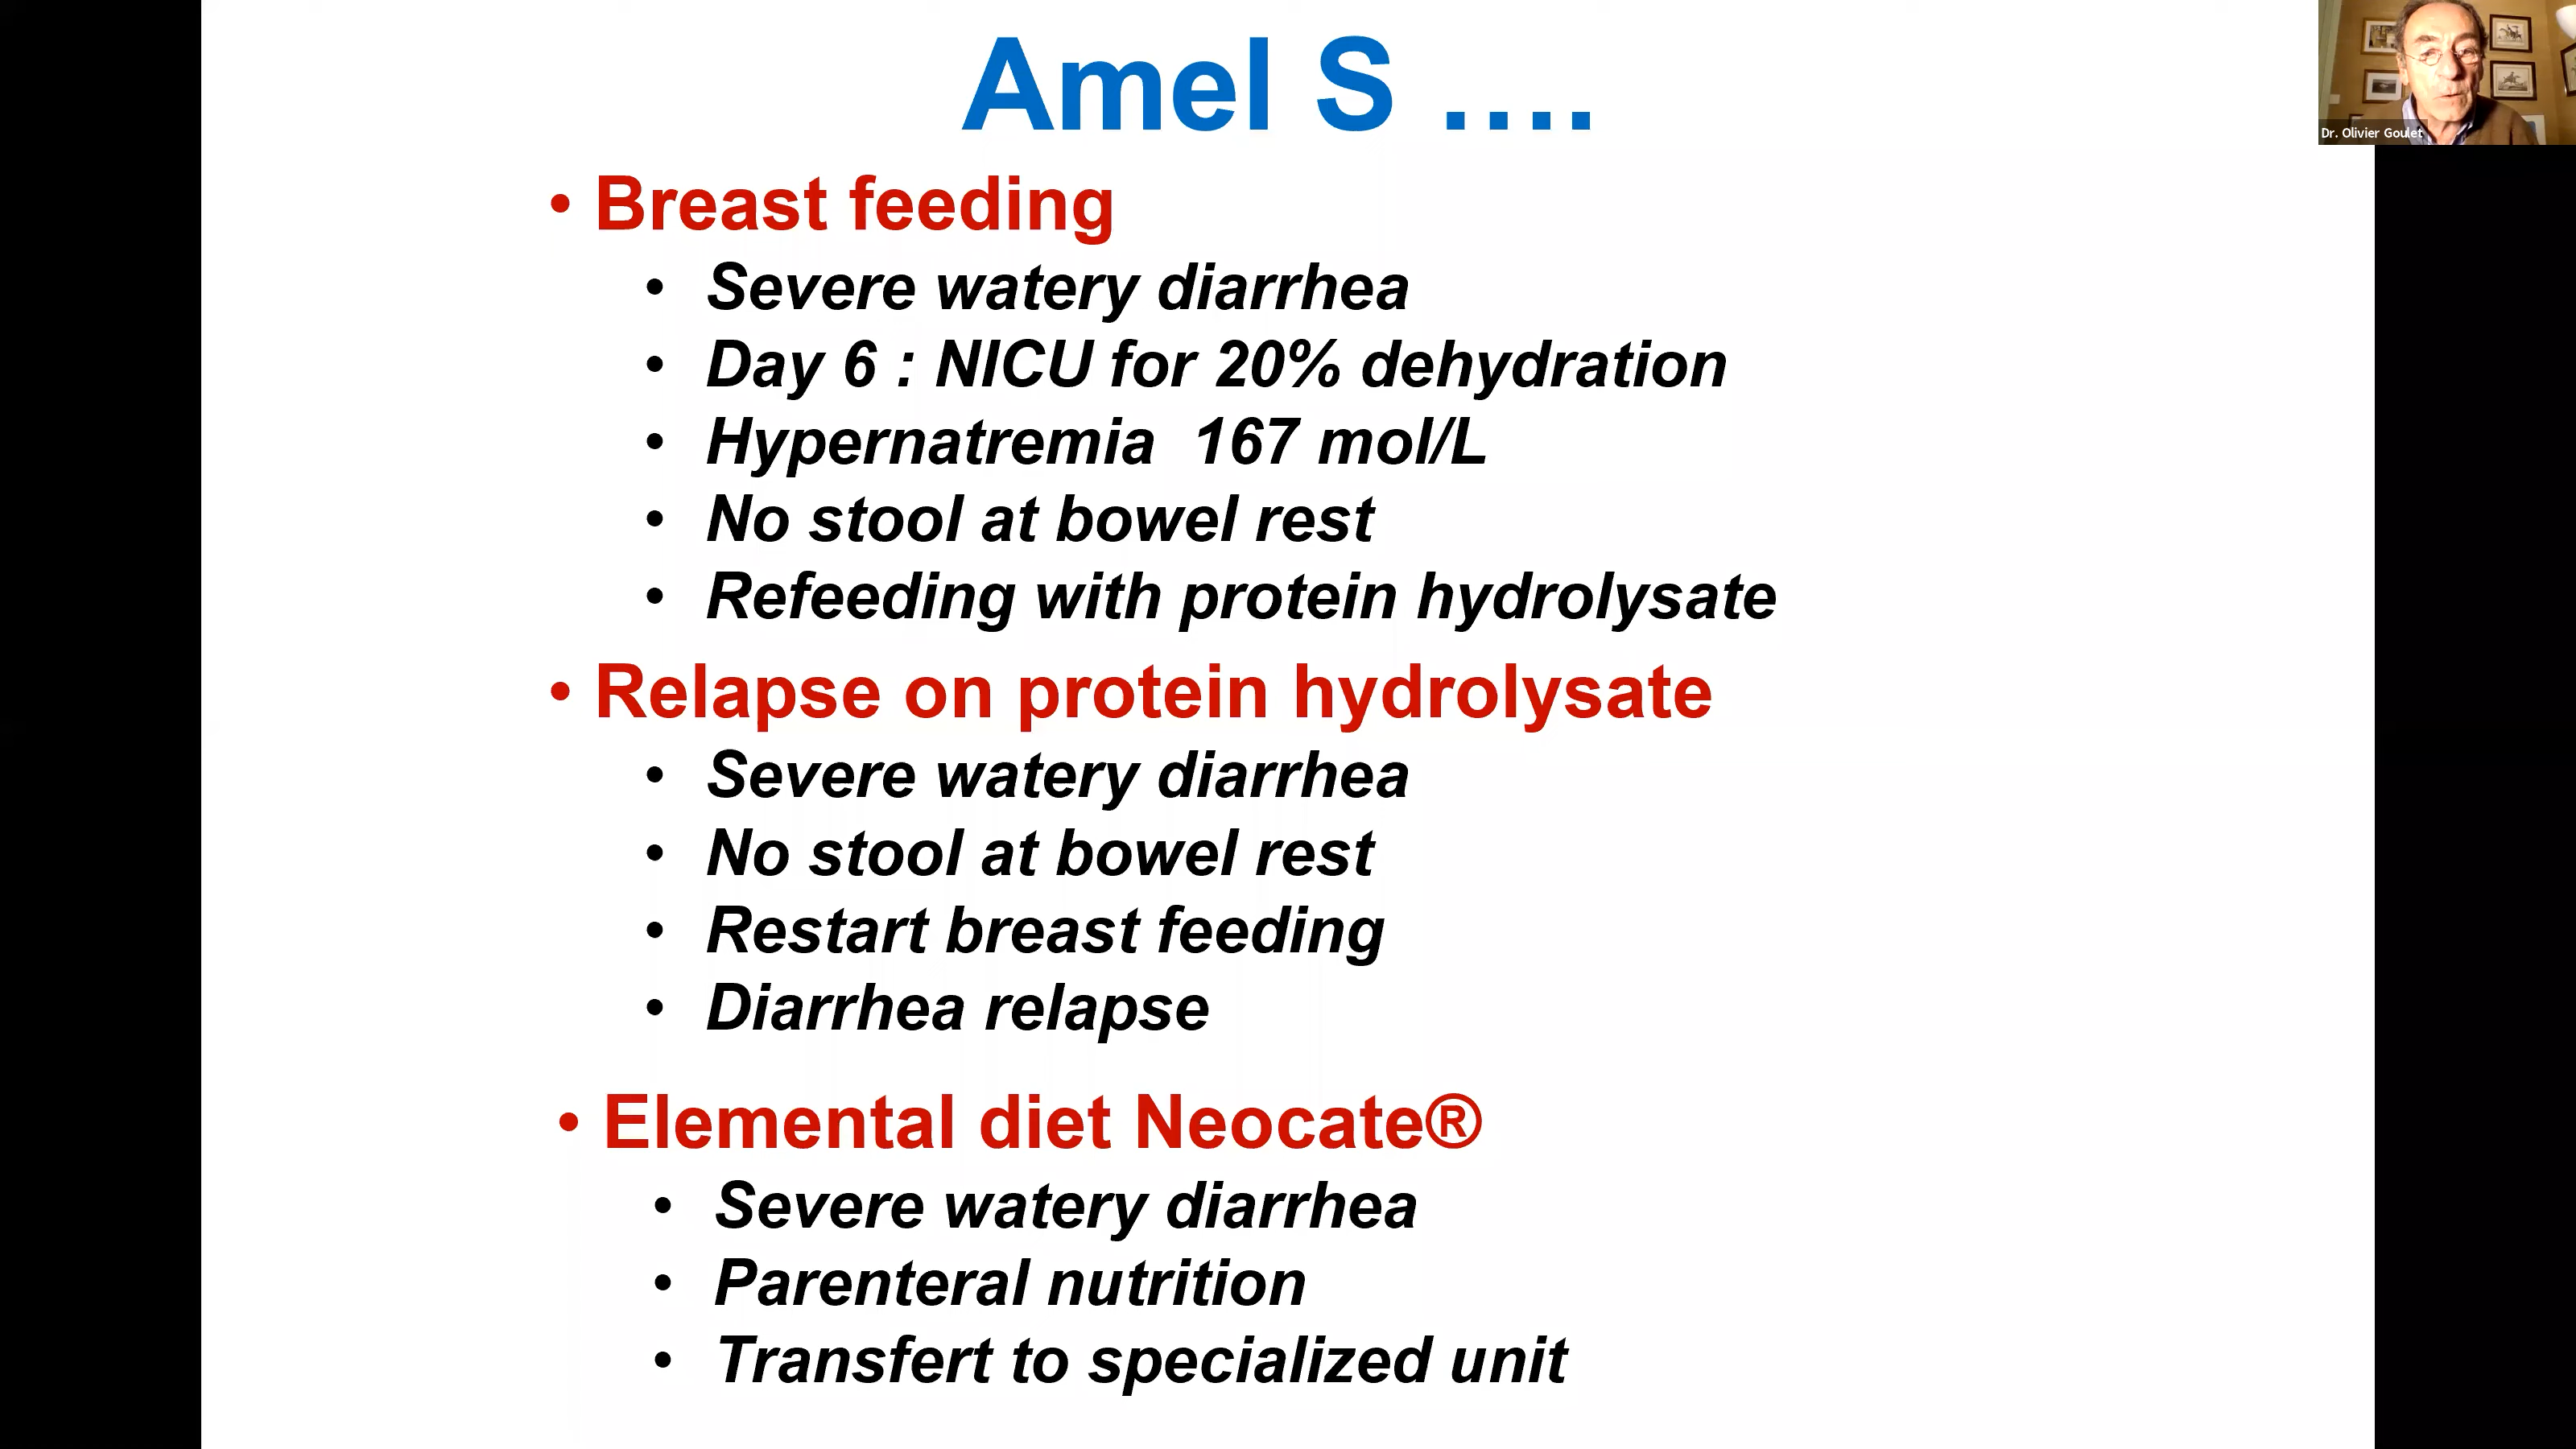 Amel S ....
• Breast feeding
• Severe watery diarrhea
• Day 6 : NICU for 20% dehydration
• Hypernatremia 167 mol/L
• No stool at bowel rest
• Refeeding with protein hydrolysate
• Relapse on protein hydrolysate
• Severe watery diarrhea
• No stool at bowel rest
• Restart breast feeding
• Diarrhea relapse
• Elemental diet Neocate®
• Severe watery diarrhea
• Parenteral nutrition
• Transfert to specialized unit
Dr. Olivier Goulet